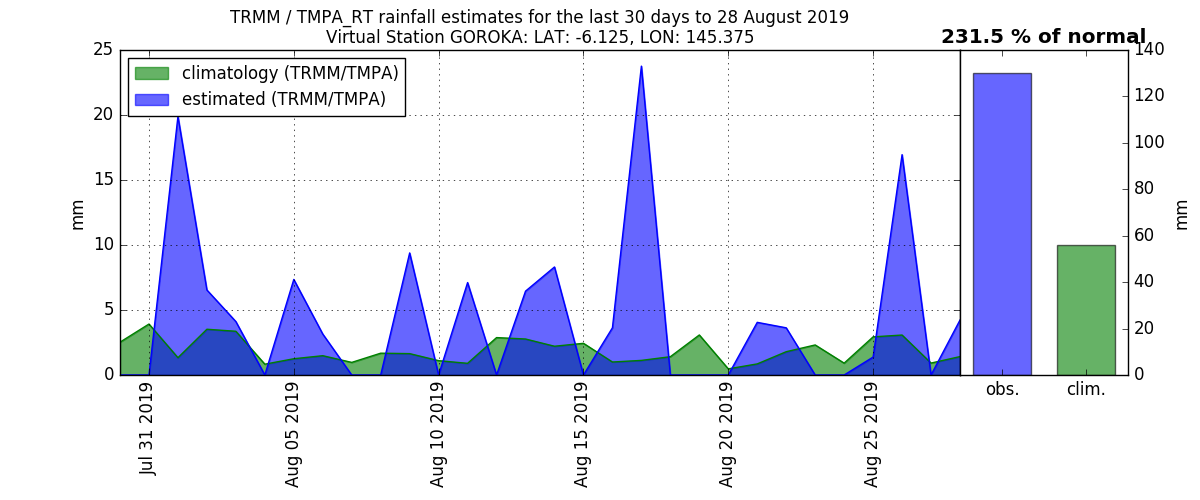 TRMM / TMPA_RT rainfall estimates for the last 30 days to 28 August 2019
Virtual Station GOROKA: LAT: -6.125, LON: 145.375
231.5 % of normal
climatology (TRMM/TMPA)
estimated (TRMM/TMPA)
25
20
15
10
5
0
mm
Jul 31 2019
Aug 05 2019
Aug 10 2019
Aug 15 2019
Aug 20 2019
Aug 25 2019
140
120
100
80
60
40
20
0
mm
obs.
clim.